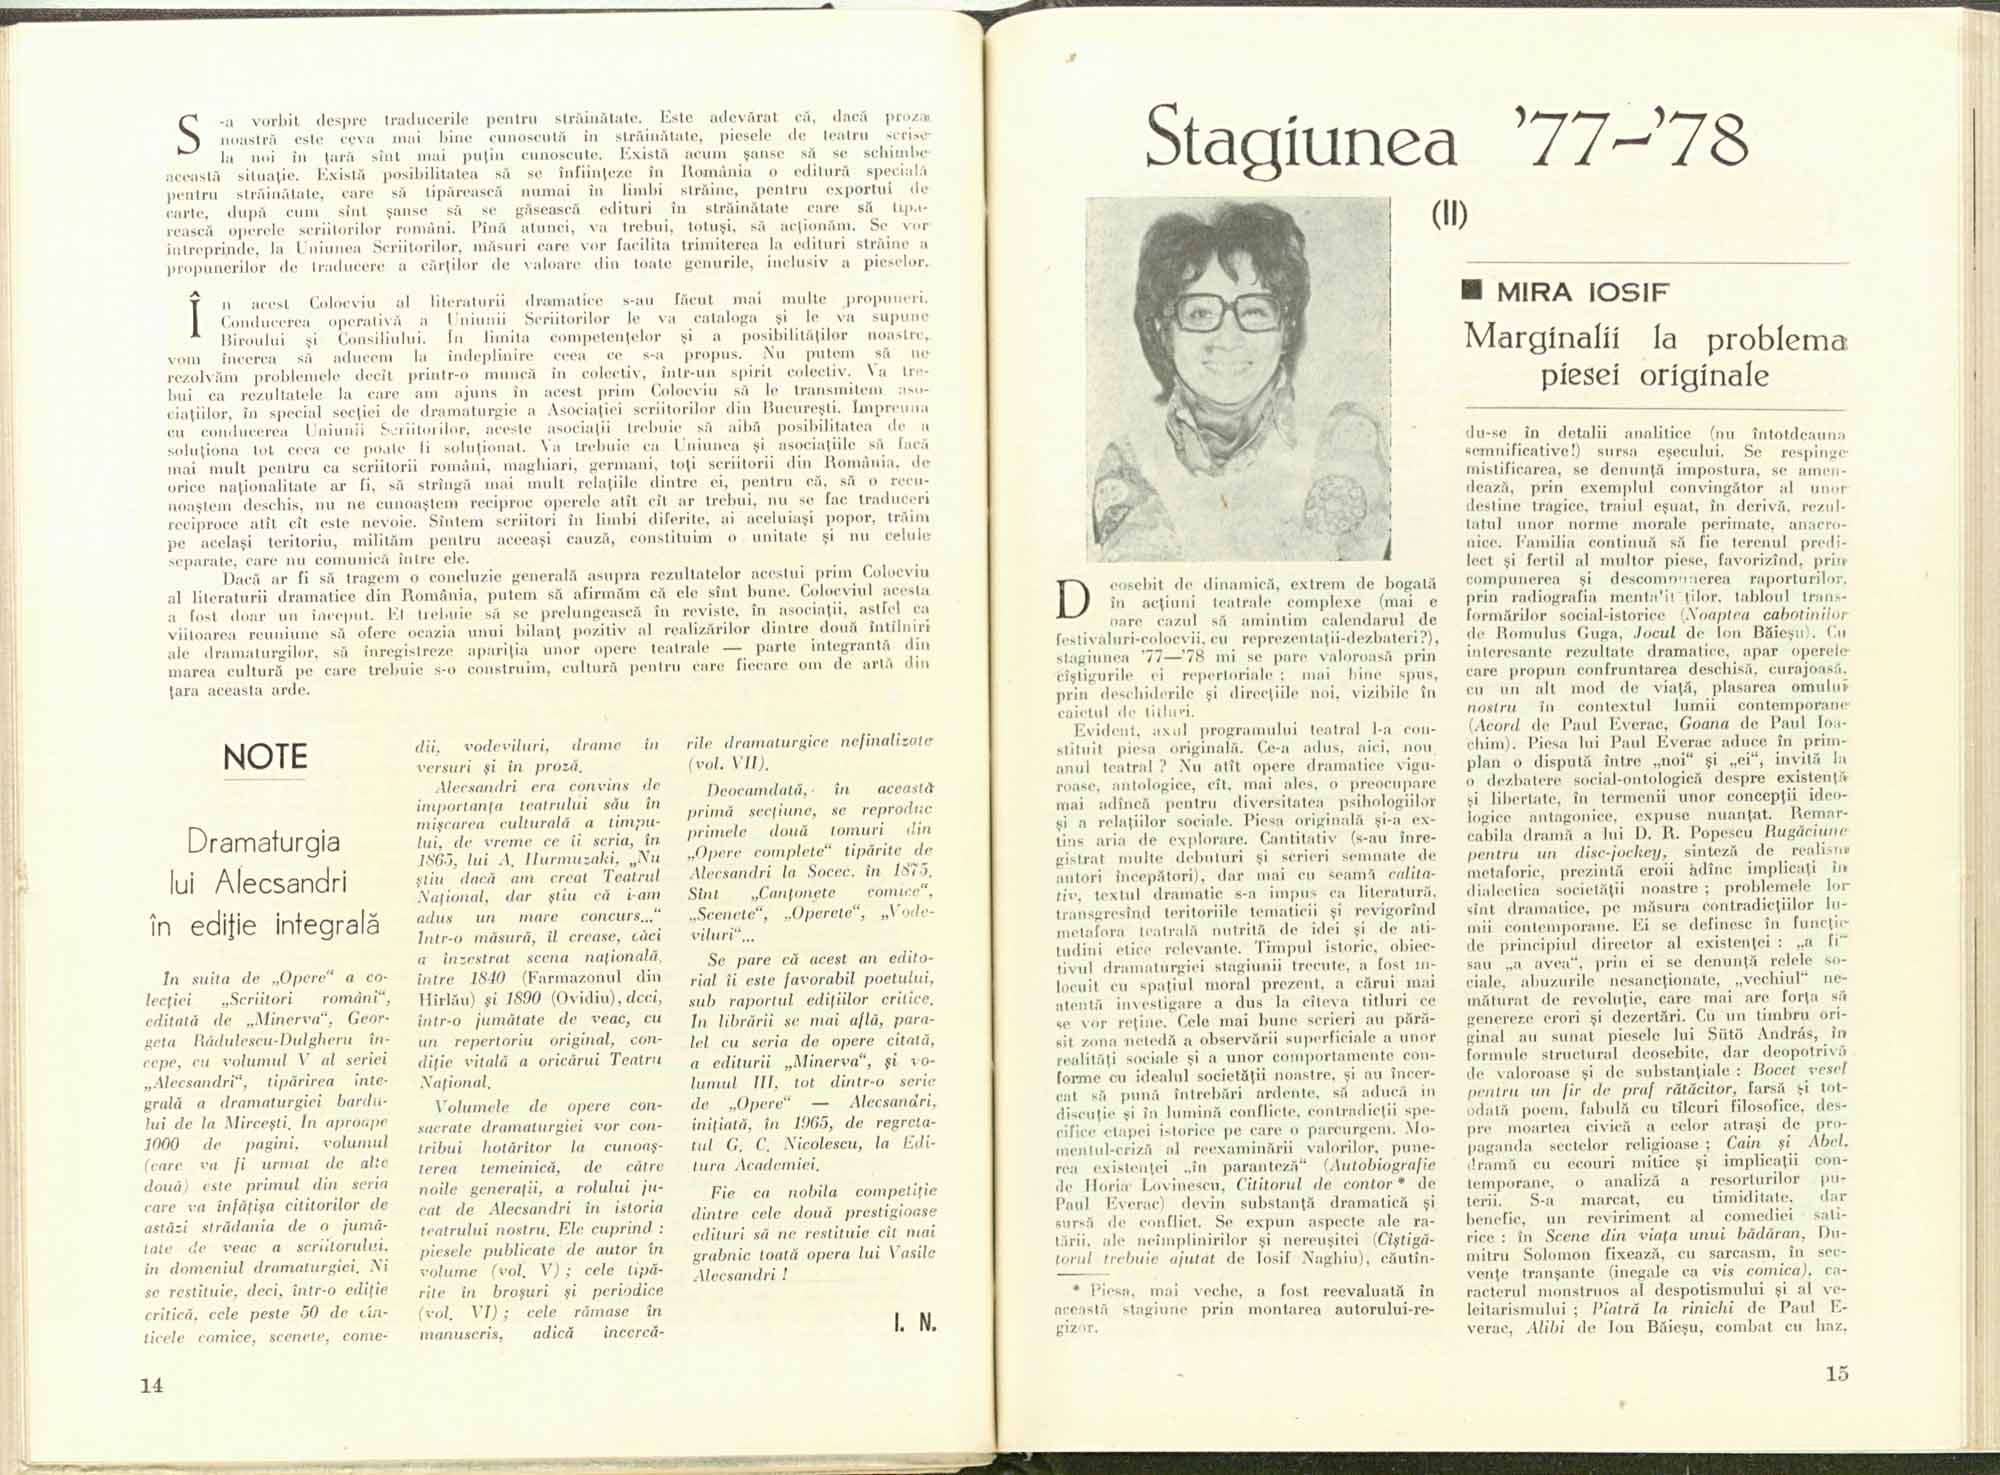 S-a vorbit despre traducerile pentru străinătate. Este adevărat că, dacă proza
noastră este ceva mai bine cunoscută în străinătate, piesele de teatru scrise
la noi în țară sînt mai puțin cunoscute. Există acum șanse să se schimbe
această situație. Există posibilitatea să se înființeze în România o editură specială
pentru străinătate, care să tipărească numai în limbi străine, pentru exportul de
carte, după cum sînt șanse să se găsească edituri în străinătate care să tipă-
rească operele scriitorilor români. Pînă atunci, va trebui, totuși, să acționăm. Se vor
întreprinde, la Uniunea Scriitorilor, măsuri care vor facilita trimiterea la edituri străine a
propunerilor de traducere a cărților de valoare din toate genurile, inclusiv a pieselor.
În acest Colocviu al literaturii dramatice s-au făcut mai multe propuneri.
Conducerea operativă a Uniunii Scriitorilor le va cataloga și le va supune
Biroului și Consiliului. În limita competențelor și a posibilităților noastre,
vom încerca să aducem la îndeplinire ceea ce s-a propus. Nu putem să ne
rezolvăm problemele decît printr-o muncă în colectiv, într-un spirit colectiv. Va tre-
bui ca rezultatele la care am ajuns în acest prim Colocviu să le transmitem aso-
ciațiilor, în special secției de dramaturgie a Asociației scriitorilor din București. Împreună
cu conducerea Uniunii Scriitorilor, aceste asociații trebuie să aibă posibilitatea de a
soluționa tot ceea ce poate fi soluționat. Va trebuie ca Uniunea și asociațiile să facă
mai mult pentru ca scriitorii români, maghiari, germani, toți scriitorii din România, de
orice naționalitate ar fi, să strîngă mai mult relațiile dintre ei, pentru că, să o recu-
noaștem deschis, nu ne cunoaștem reciproc operele atît cît ar trebui, nu se fac traduceri
reciproce atît cît este nevoie. Sîntem scriitori în limbi diferite, ai aceluiași popor, trăim
pe același teritoriu, milităm pentru aceeași cauză, constituim o unitate și nu celule
separate, care nu comunică între ele.
Dacă ar fi să tragem o concluzie generală asupra rezultatelor acestui prim Colocviu
al literaturii dramatice din România, putem să afirmăm că ele sînt bune. Colocviul acesta
a fost doar un început. El trebuie să se prelungească în reviste, în asociații, astfel ca
viitoarea reuniune să ofere ocazia unui bilanț pozitiv al realizărilor dintre două întîlniri
ale dramaturgilor, să înregistreze apariția unor opere teatrale — parte integrantă din
marea cultură pe care trebuie s-o construim, cultură pentru care fiecare om de artă din
țara aceasta arde.
NOTE
Dramaturgia
lui Alecsandri
în ediție integrală
În suita de „Opere“ a co-
lecției „Scriitori români“,
editată de „Minerva“, Geor-
geta Rădulescu-Dulgheru în-
cepe, cu volumul V al seriei
„Alecsandri“, tipărirea inte-
grală a dramaturgiei bardu-
lui de la Mircești. În aproape
1000 de pagini, volumul
(care va fi urmat de alte
două) este primul din seria
care va înfățișa cititorilor de
astăzi strădania de o jumă-
tate de veac a scriitorului,
în domeniul dramaturgiei. Ni
se restituie, deci, într-o ediție
critică, cele peste 50 de cîn-
ticele comice, scenete, come-
dii, vodeviluri, drame în
versuri și în proză.
Alecsandri era convins de
importanța teatrului său în
mișcarea culturală a timpu-
lui, de vreme ce îi scria, în
1865, lui A. Hurmuzaki, „Nu
știu dacă am creat Teatrul
Național, dar știu că i-am
adus un mare concurs...“
Într-o măsură, îl crease, căci
a înzestrat scena națională,
între 1840 (Farmazonul din
Hîrlău) și 1890 (Ovidiu), deci,
într-o jumătate de veac, cu
un repertoriu original, con-
diție vitală a oricărui Teatru
Național.
Volumele de opere con-
sacrate dramaturgiei vor con-
tribui hotărîtor la cunoaș-
terea temeinică, de către
noile generații, a rolului ju-
cat de Alecsandri în istoria
teatrului nostru. Ele cuprind :
piesele publicate de autor în
volume (vol. V) ; cele tipă-
rite în broșuri și periodice
(vol. VI) ; cele rămase în
manuscris, adică încercă-
rile dramaturgice nefinalizate
(vol. VII).
Deocamdată, în această
primă secțiune, se reproduc
primele două tomuri din
„Opere complete“ tipărite de
Alecsandri la Socec, în 1875.
Sînt „Canțonete comice“,
„Scenete“, „Operete“, „Vode-
viluri“...
Se pare că acest an edito-
rial îi este favorabil poetului,
sub raportul edițiilor critice.
În librării se mai află, para-
lel cu seria de opere citată,
a editurii „Minerva“, și vo-
lumul III, tot dintr-o serie
de „Opere“ — Alecsandri,
inițiată, în 1965, de regreta-
tul G. C. Nicolescu, la Edi-
tura Academiei.
Fie ca nobila competiție
dintre cele două prestigioase
edituri să ne restituie cît mai
grabnic toată opera lui Vasile
Alecsandri !
I. N.
14
Stagiunea ’77-’78
(II)
■ MIRA IOSIF
Marginalii la problema
piesei originale
Deosebit de dinamică, extrem de bogată
în acțiuni teatrale complexe (mai e
oare cazul să amintim calendarul de
festivaluri-colocvii, cu reprezentații-dezbateri?),
stagiunea ’77—’78 mi se pare valoroasă prin
cîștigurile ei repertoriale ; mai bine spus,
prin deschiderile și direcțiile noi, vizibile în
caietul de titluri.
Evident, axul programului teatral l-a con-
stituit piesa originală. Ce-a adus, aici, nou
anul teatral ? Nu atît opere dramatice vigu-
roase, antologice, cît, mai ales, o preocupare
mai adîncă pentru diversitatea psihologiilor
și a relațiilor sociale. Piesa originală și-a ex-
tins aria de explorare. Cantitativ (s-au înre-
gistrat multe debuturi și scrieri semnate de
autori începători), dar mai cu seamă calita-
tiv, textul dramatic s-a impus ca literatură,
transgresînd teritoriile tematicii și revigorînd
metafora teatrală nutrită de idei și de ati-
tudini etice relevante. Timpul istoric, obiec-
tivul dramaturgiei stagiunii trecute, a fost în-
locuit cu spațiul moral prezent, a cărui mai
atentă investigare a dus la cîteva titluri ce
se vor reține. Cele mai bune scrieri au pără-
sit zona netedă a observării superficiale a unor
realități sociale și a unor comportamente con-
forme cu idealul societății noastre, și au încer-
cat să pună întrebări ardente, să aducă în
discuție și în lumină conflicte, contradicții spe-
cifice etapei istorice pe care o parcurgem. Mo-
mentul-criză al reexaminării valorilor, pune-
rea existenței „în paranteză“ (Autobiografie
de Horia Lovinescu, Cititorul de contor * de
Paul Everac) devin substanță dramatică și
sursă de conflict. Se expun aspecte ale ra-
tării, ale neîmplinirilor și nereușitei (Cîștigă-
torul trebuie ajutat de Iosif Naghiu), căutîn-
* Piesa, mai veche, a fost reevaluată în
această stagiune prin montarea autorului-re-
gizor.
du-se în detalii analitice (nu întotdeauna
semnificative!) sursa eșecului. Se respinge
mistificarea, se denunță impostura, se amen-
dează, prin exemplul convingător al unor
destine tragice, traiul eșuat, în derivă, rezul-
tatul unor norme morale perimate, anacro-
nice. Familia continuă să fie terenul predi-
lect și fertil al multor piese, favorizînd, prin
compunerea și descompunerea raporturilor,
prin radiografia mentalităților, tabloul trans-
formărilor social-istorice (Noaptea cabotinilor
de Romulus Guga, Jocul de Ion Băieșu). Cu
interesante rezultate dramatice, apar operele
care propun confruntarea deschisă, curajoasă,
cu un alt mod de viață, plasarea omului
nostru în contextul lumii contemporane
(Acord de Paul Everac, Goana de Paul Ioa-
chim). Piesa lui Paul Everac aduce în prim-
plan o dispută între „noi“ și „ei“, invită la
o dezbatere social-ontologică despre existență
și libertate, în termenii unor concepții ideo-
logice antagonice, expuse nuanțat. Remar-
cabila dramă a lui D. R. Popescu Rugăciune
pentru un disc-jockey, sinteză de realism
metaforic, prezintă eroii adînc implicați în
dialectica societății noastre ; problemele lor
sînt dramatice, pe măsura contradicțiilor lu-
mii contemporane. Ei se definesc în funcție
de principiul director al existenței : „a fi“
sau „a avea“, prin ei se denunță relele so-
ciale, abuzurile nesancționate, „vechiul“ ne-
măturat de revoluție, care mai are forța să
genereze erori și dezertări. Cu un timbru ori-
ginal au sunat piesele lui Sütö András, în
formule structural deosebite, dar deopotrivă
de valoroase și de substanțiale : Bocet vesel
pentru un fir de praf rătăcitor, farsă și tot-
odată poem, fabulă cu tîlcuri filosofice, des-
pre moartea civică a celor atrași de pro-
paganda sectelor religioase ; Cain și Abel,
dramă cu ecouri mitice și implicații con-
temporane, o analiză a resorturilor pu-
terii. S-a marcat, cu timiditate, dar
benefic, un reviriment al comediei sati-
rice : în Scene din viața unui bădăran, Du-
mitru Solomon fixează, cu sarcasm, în sec-
vențe tranșante (inegale ca vis comica), ca-
racterul monstruos al despotismului și al ve-
leitarismului ; Piatră la rinichi de Paul E-
verac, Alibi de Ion Băieșu, combat cu haz,
15